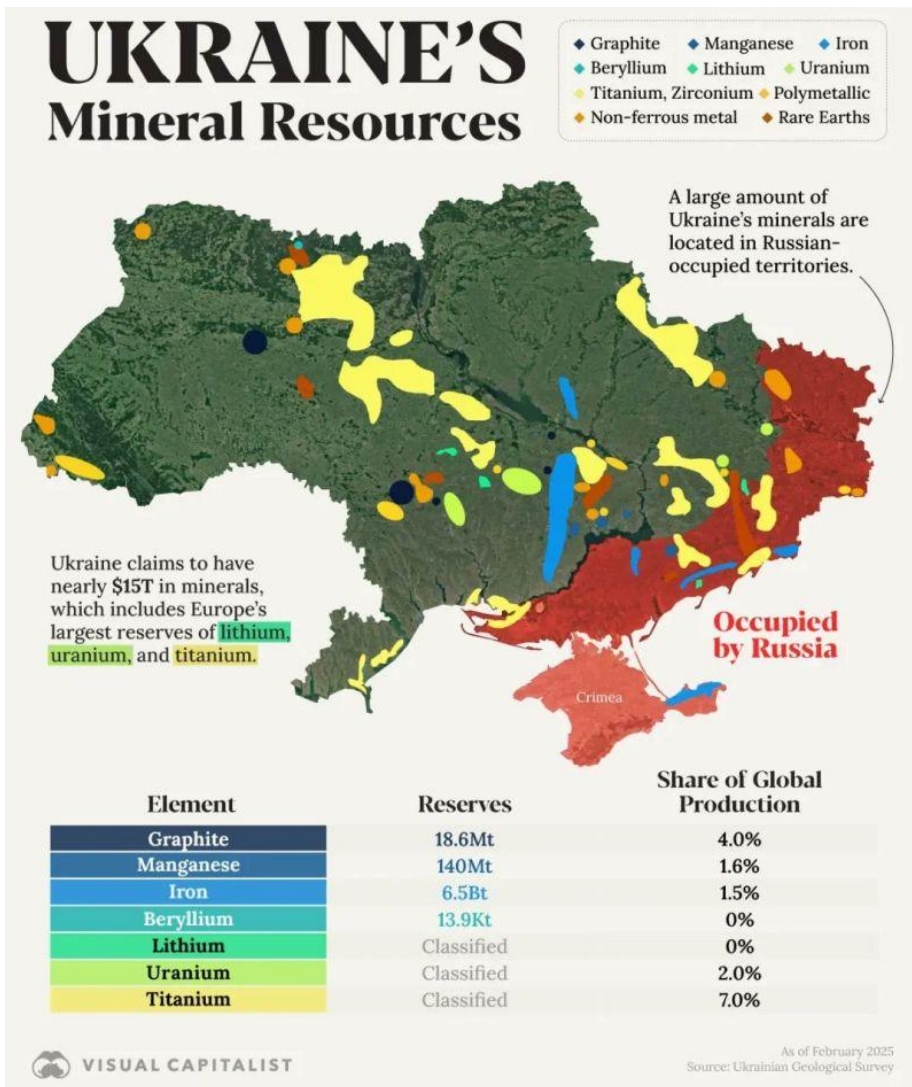 UKRAINE'S
Mineral Resources
Graphite Manganese Iron
Beryllium Lithium Uranium
Titanium, Zirconium Polymetallic
Non-ferrous metal Rare Earths
A large amount of
Ukraine's minerals are
located in Russian-
occupied territories.
Ukraine claims to have
nearly $15T in minerals,
which includes Europe's
largest reserves of lithium,
uranium, and titanium.
Occupied
by Russia
Crimea
Element Reserves Share of Global
Production
Graphite 18.6Mt 4.0%
Manganese 140Mt 1.6%
Iron 6.5Bt 1.5%
Beryllium 13.9Kt 0%
Lithium Classified 0%
Uranium Classified 2.0%
Titanium Classified 7.0%
VISUAL CAPITALIST
As of February 2025
Source: Ukrainian Geological Survey